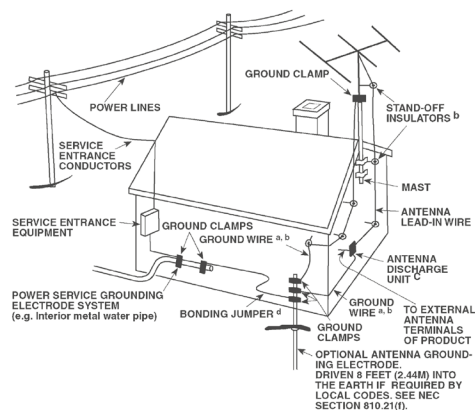 GROUND CLAMP
POWER LINES
STAND-OFF
INSULATORS b
SERVICE
ENTRANCE
CONDUCTORS
MAST
ANTENNA
LEAD-IN WIRE
SERVICE ENTRANCE
EQUIPMENT
GROUND CLAMPS
GROUND WIRE a, b
ANTENNA
DISCHARGE
UNIT C
POWER SERVICE GROUNDING
ELECTRODE SYSTEM
(e.g. Interior metal water pipe)
BONDING JUMPER d
GROUND
WIRE a, b
TO EXTERNAL
ANTENNA
TERMINALS
OF PRODUCT
GROUND
CLAMPS
OPTIONAL ANTENNA GROUND-
ING ELECTRODE.
DRIVEN 8 FEET (2.44M) INTO
THE EARTH IF REQUIRED BY
LOCAL CODES. SEE NEC
SECTION 810.21(f).